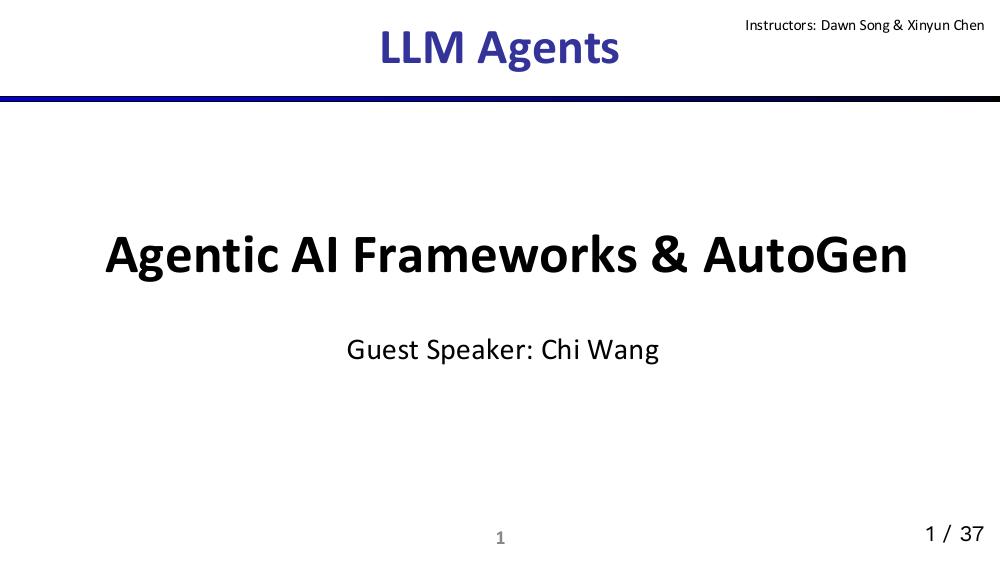 Instructors: Dawn Song & Xinyun Chen
LLM Agents
Agentic AI Frameworks & AutoGen
Guest Speaker: Chi Wang
1
1 / 37